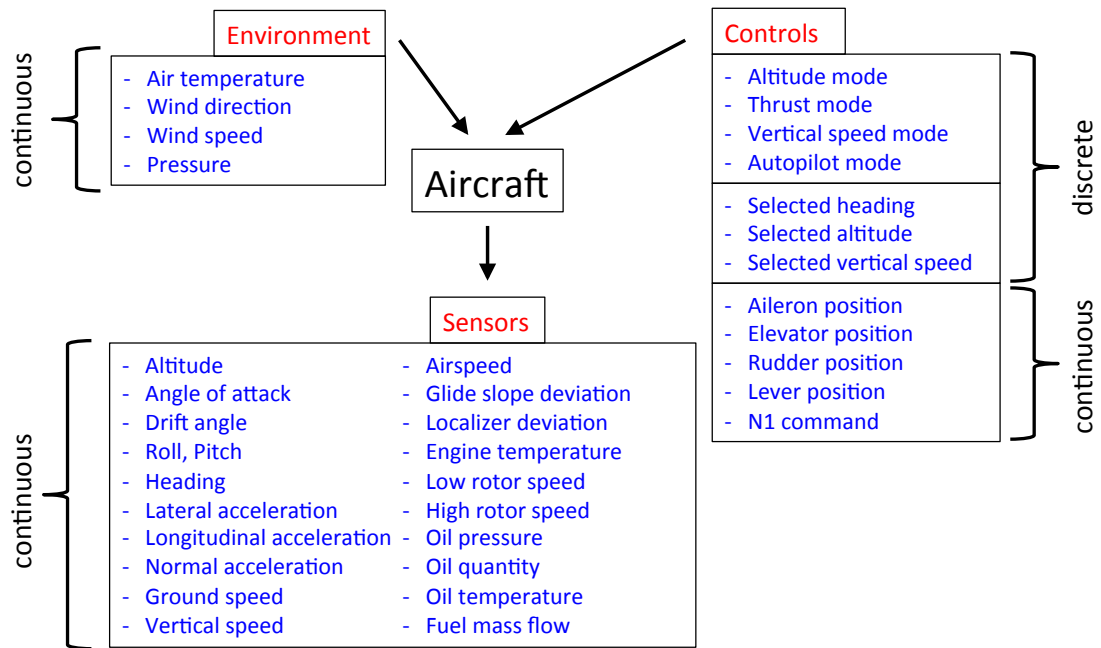 Environment
continuous
- Air temperature
- Wind direction
- Wind speed
- Pressure
Controls
- Altitude mode
- Thrust mode
- Vertical speed mode
- Autopilot mode
- Selected heading
- Selected altitude
- Selected vertical speed
discrete
- Aileron position
- Elevator position
- Rudder position
- Lever position
- N1 command
continuous
Aircraft
Sensors
continuous
- Altitude
- Angle of attack
- Drift angle
- Roll, Pitch
- Heading
- Lateral acceleration
- Longitudinal acceleration
- Normal acceleration
- Ground speed
- Vertical speed
- Airspeed
- Glide slope deviation
- Localizer deviation
- Engine temperature
- Low rotor speed
- High rotor speed
- Oil pressure
- Oil quantity
- Oil temperature
- Fuel mass flow